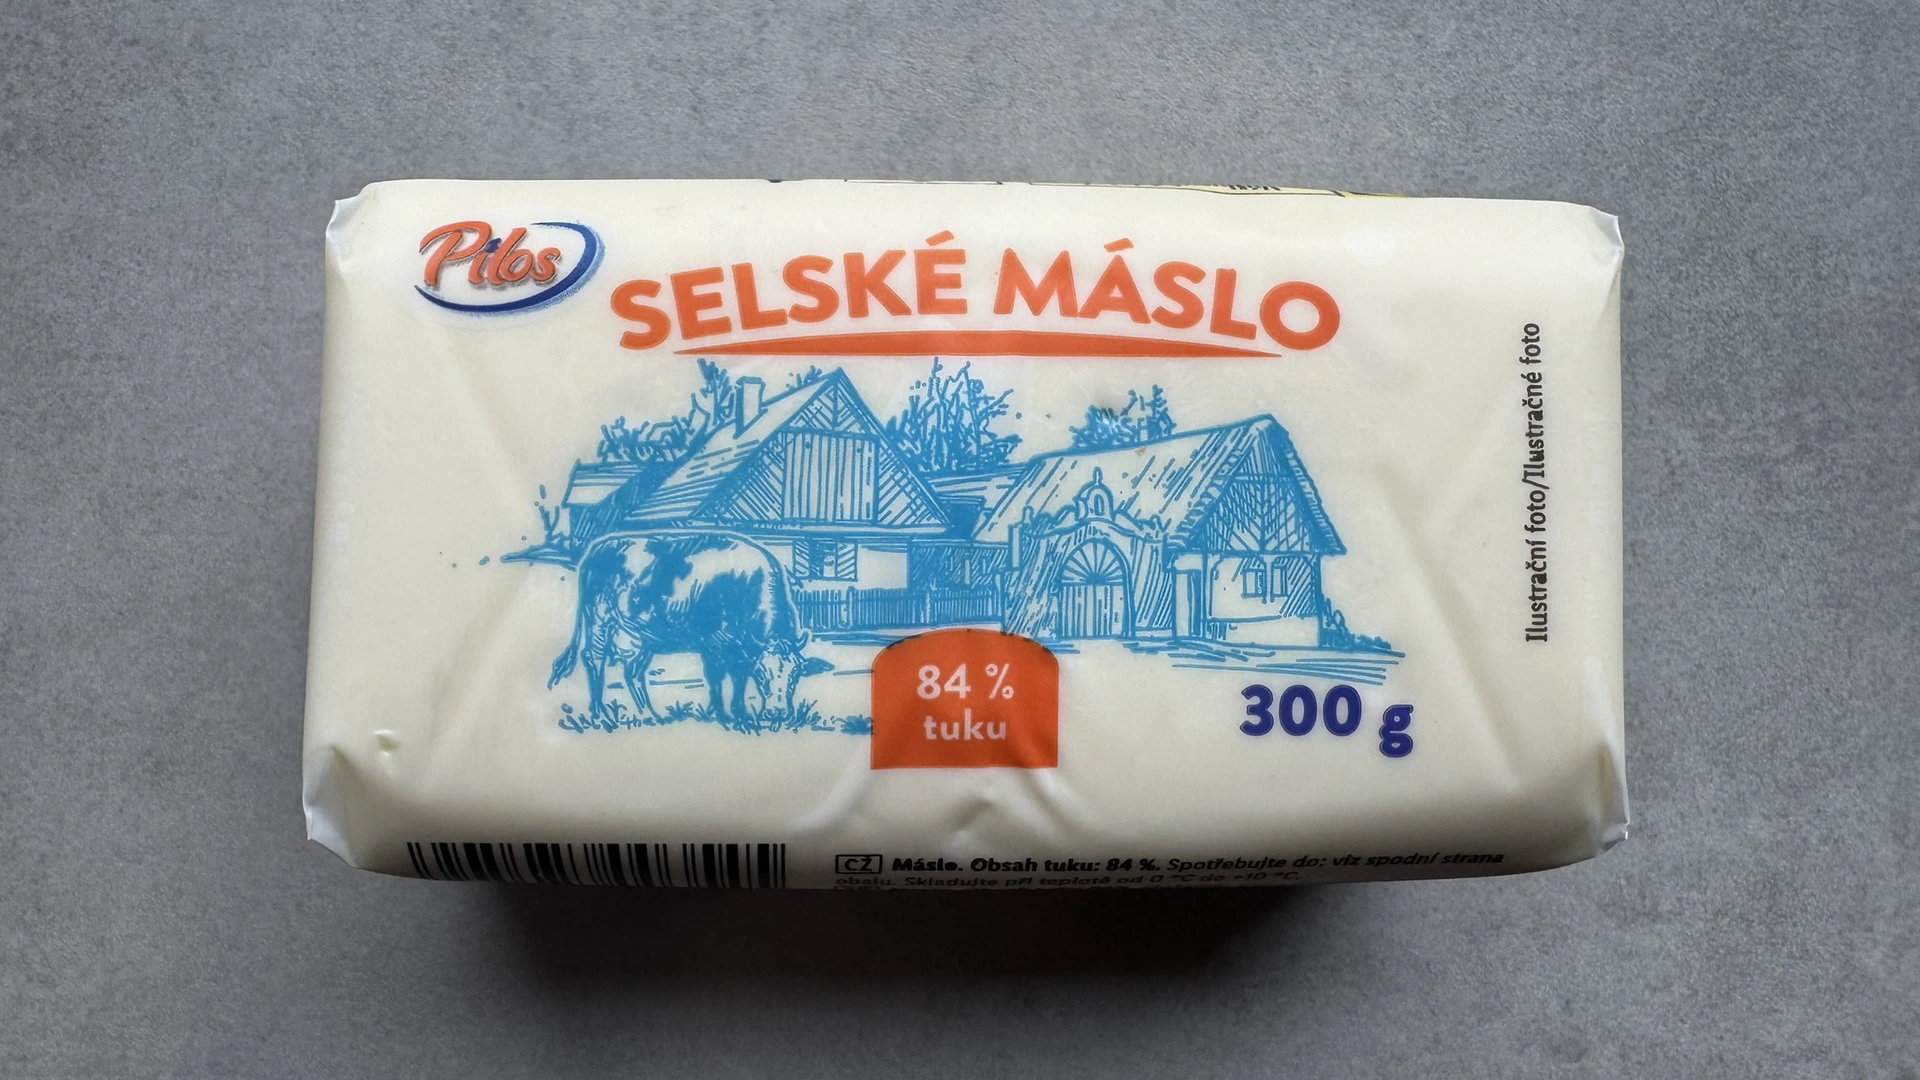 Pilos
SELSKÉ MÁSLO
Ilustrační foto/Ilustračné foto
84 %
tuku
300 g
CZ Máslo. Obsah tuku: 84 %. Spotřebujte do: viz spodní strana
obalu. Skladujte při teplotě od 0 °C do +10 °C.